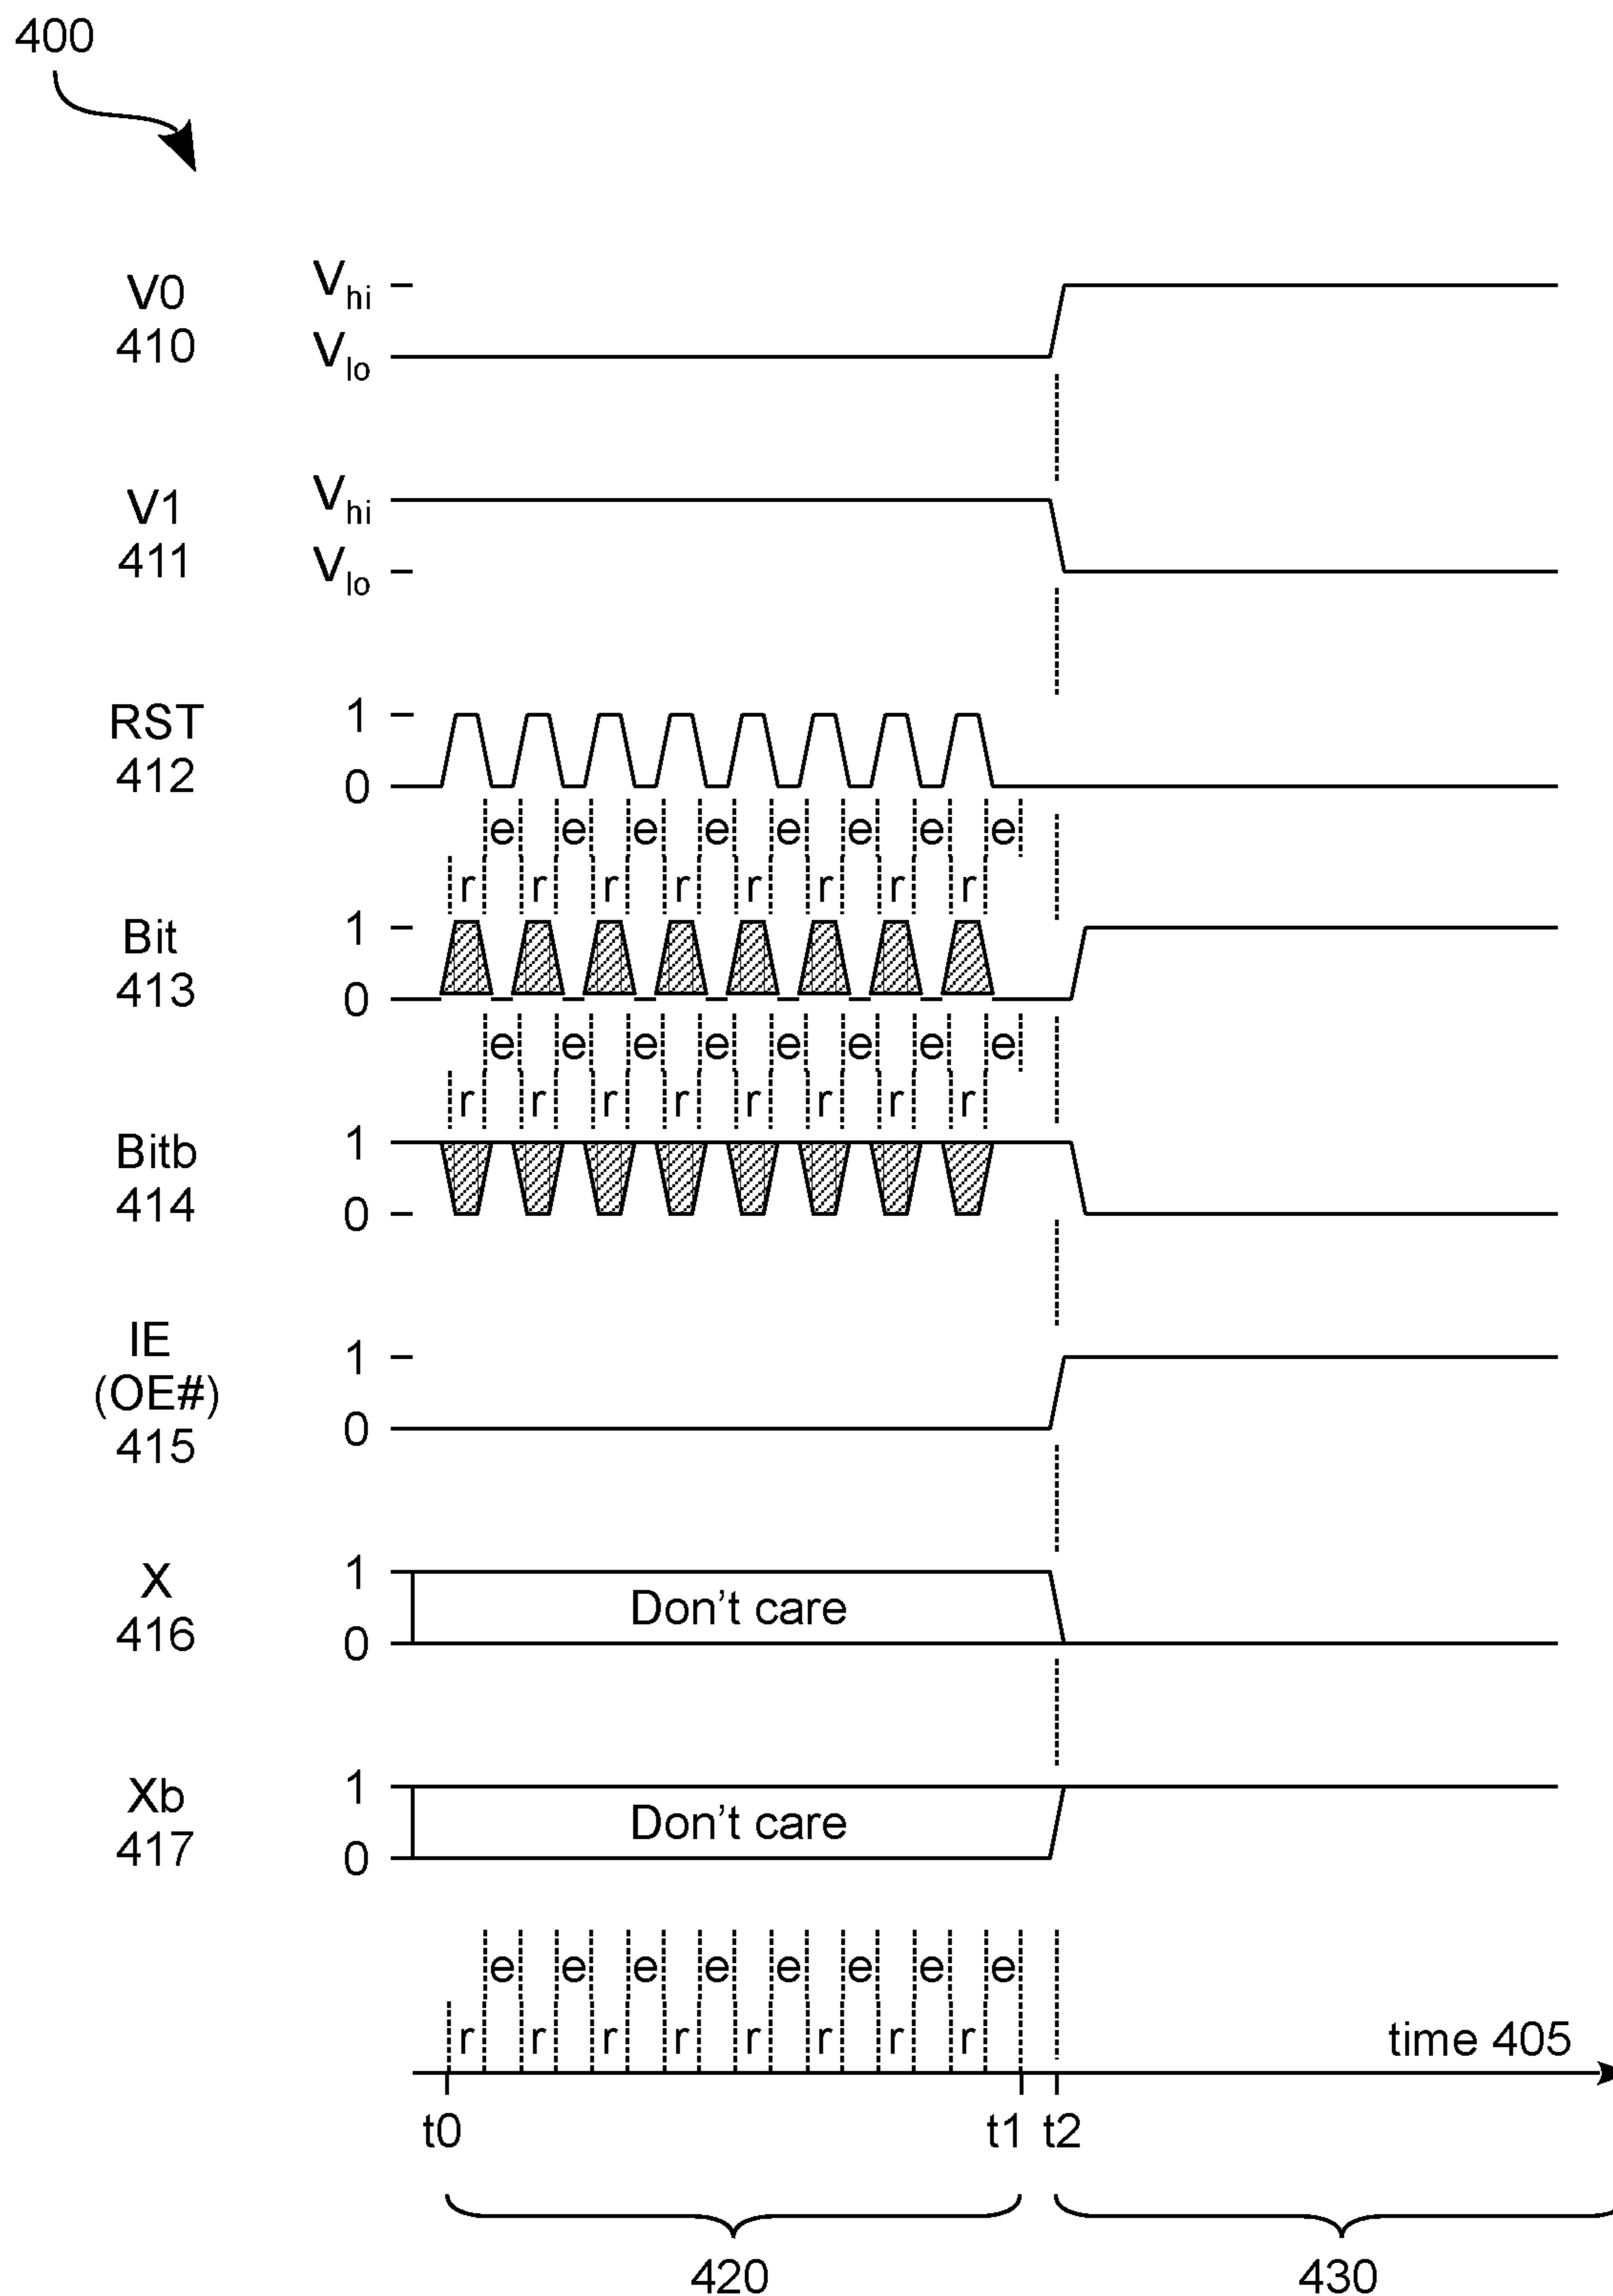 400
V0
410
Vhi
Vlo
V1
411
Vhi
Vlo
RST
412
1
0
e e e e e e e e
r r r r r r r r
Bit
413
1
0
e e e e e e e e
r r r r r r r r
Bitb
414
1
0
IE
(OE#)
415
1
0
X
416
1
0
Don't care
Xb
417
1
0
Don't care
e e e e e e e e
r r r r r r r r
time 405
t0 t1 t2
420 430